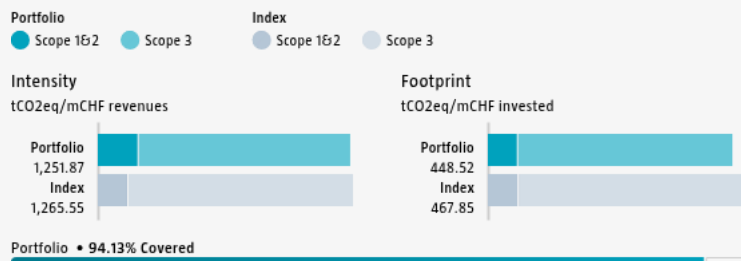 Portfolio
Scope 1&2 Scope 3
Index
Scope 1&2 Scope 3
Intensity
tCO2eq/mCHF revenues
Portfolio
1,251.87
Index
1,265.55
Footprint
tCO2eq/mCHF invested
Portfolio
448.52
Index
467.85
Portfolio • 94.13% Covered